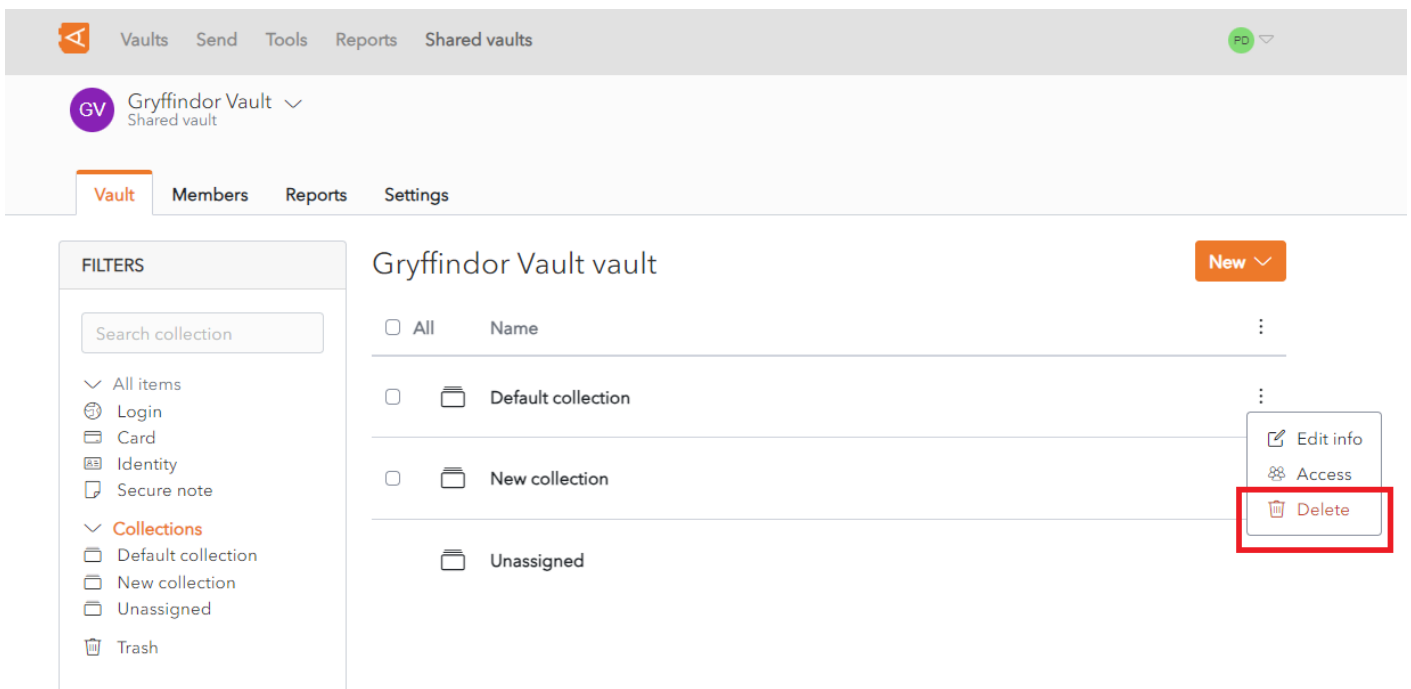 Vaults Send Tools Reports Shared vaults PD
GV Gryffindor Vault
Shared vault
Vault Members Reports Settings
FILTERS
Search collection
All items
Login
Card
Identity
Secure note
Collections
Default collection
New collection
Unassigned
Trash
Gryffindor Vault vault
New
All Name
Default collection
New collection
Unassigned
Edit info
Access
Delete